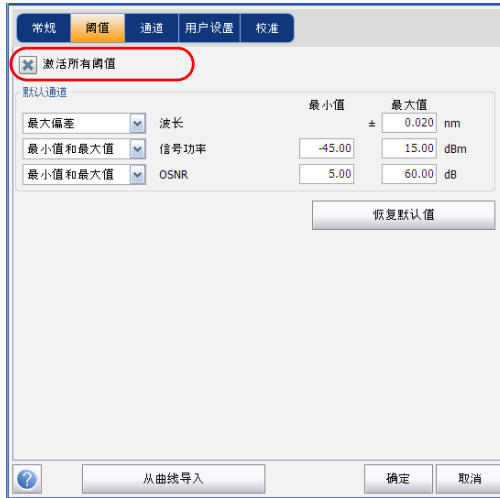 常规 阈值 通道 用户设置 校准
激活所有阈值
默认通道
最小值 最大值
最大偏差 波长 ± 0.020 nm
最小值和最大值 信号功率 -45.00 15.00 dBm
最小值和最大值 OSNR 5.00 60.00 dB
恢复默认值
? 从曲线导入 确定 取消